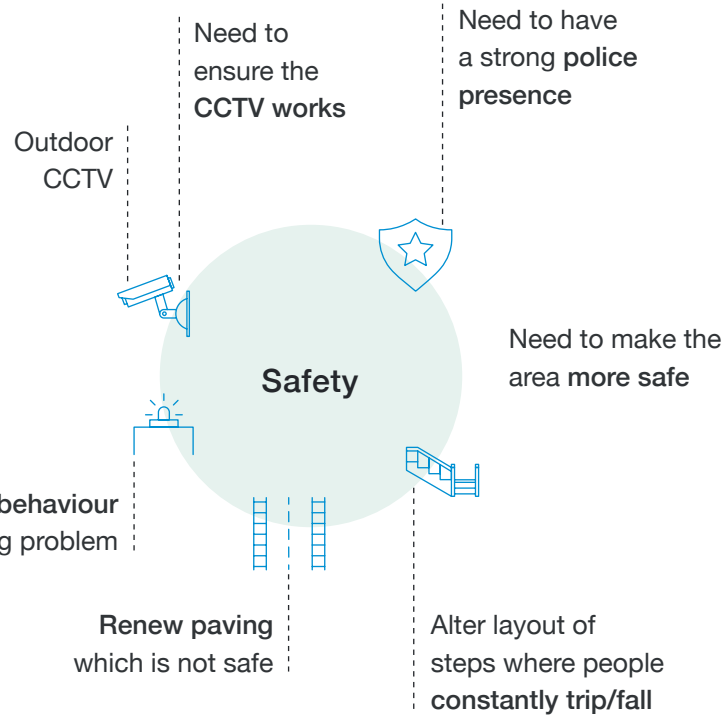 Need to
ensure the
CCTV works
Need to have
a strong police
presence
Outdoor
CCTV
Need to make the
area more safe
Safety
behaviour
problem
Renew paving
which is not safe
Alter layout of
steps where people
constantly trip/fall